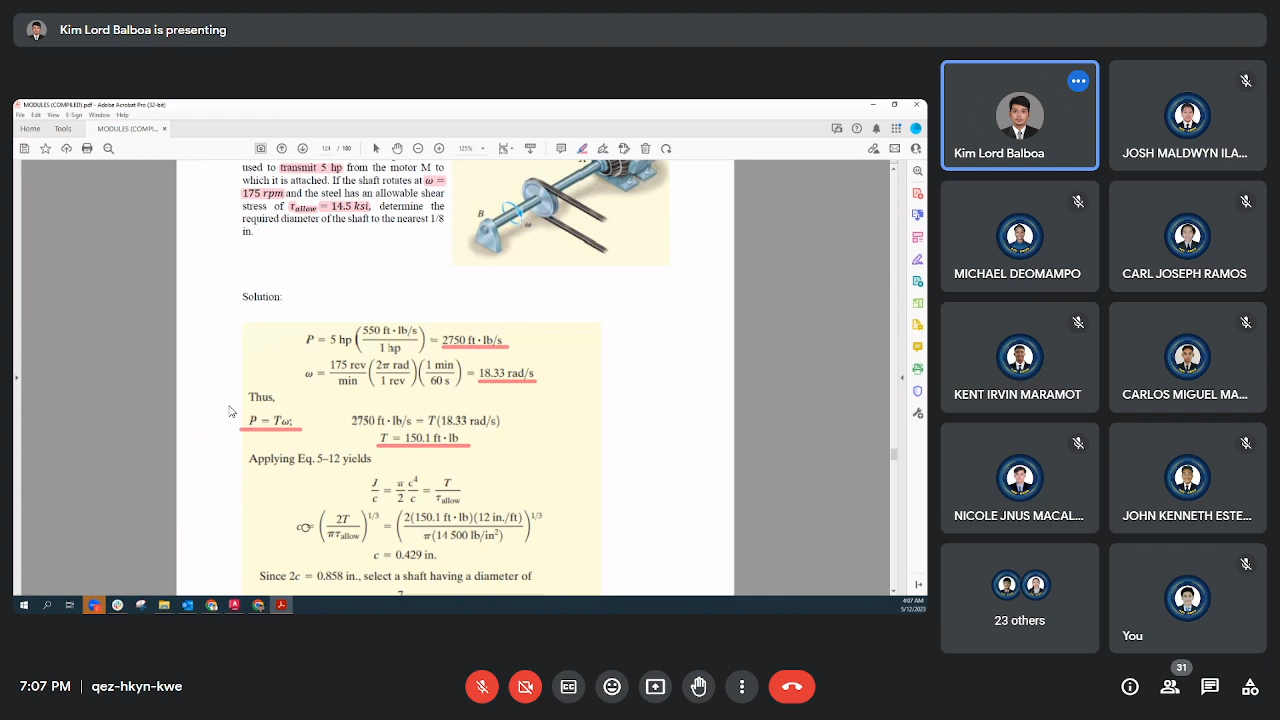 Kim Lord Balboa is presenting
MODULES (COMPILED).pdf - Adobe Acrobat Pro (32-bit)
File Edit View E-Sign Window Help
Home Tools MODULES (COMPI... ×
124 / 180 125%
used to transmit 5 hp from the motor M to
which it is attached. If the shaft rotates at ω =
175 rpm and the steel has an allowable shear
stress of τallow = 14.5 ksi, determine the
required diameter of the shaft to the nearest 1/8
in.
B
ω
Solution:
P = 5 hp (550 ft · lb/s / 1 hp) = 2750 ft · lb/s
ω = 175 rev/min (2π rad / 1 rev) (1 min / 60 s) = 18.33 rad/s
Thus,
P = Tω; 2750 ft · lb/s = T(18.33 rad/s)
T = 150.1 ft · lb
Applying Eq. 5–12 yields
J/c = π/2 c⁴/c = T/τallow
c = (2T/πτallow)^1/3 = (2(150.1 ft · lb)(12 in./ft) / π(14 500 lb/in²))^1/3
c = 0.429 in.
Since 2c = 0.858 in., select a shaft having a diameter of
7
4:07 AM
5/12/2023
Kim Lord Balboa
JOSH MALDWYN ILA...
MICHAEL DEOMAMPO
CARL JOSEPH RAMOS
KENT IRVIN MARAMOT
CARLOS MIGUEL MA...
NICOLE JNUS MACAL...
JOHN KENNETH ESTE...
23 others
You
7:07 PM | qez-hkyn-kwe
31